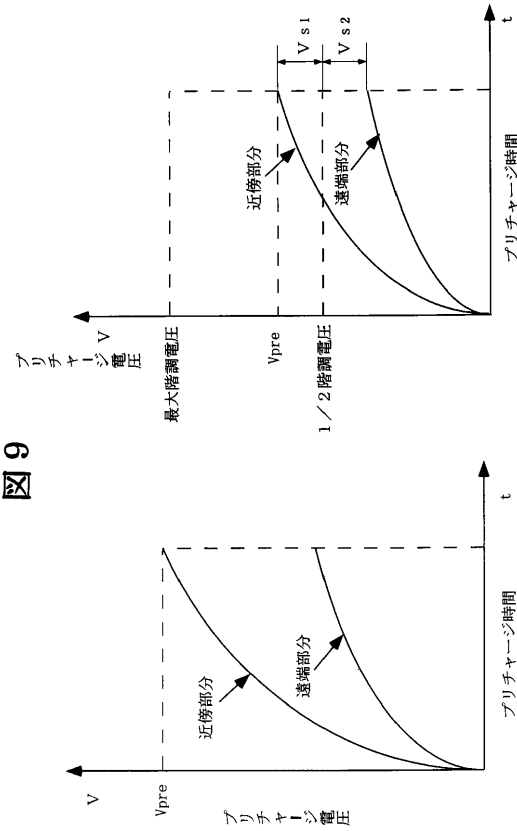 図9
V
プリチャージ電圧
Vpre
近傍部分
遠端部分
プリチャージ時間
t
V
プリチャージ電圧
最大階調電圧
Vpre
1/2階調電圧
近傍部分
遠端部分
Vs1
Vs2
プリチャージ時間
t